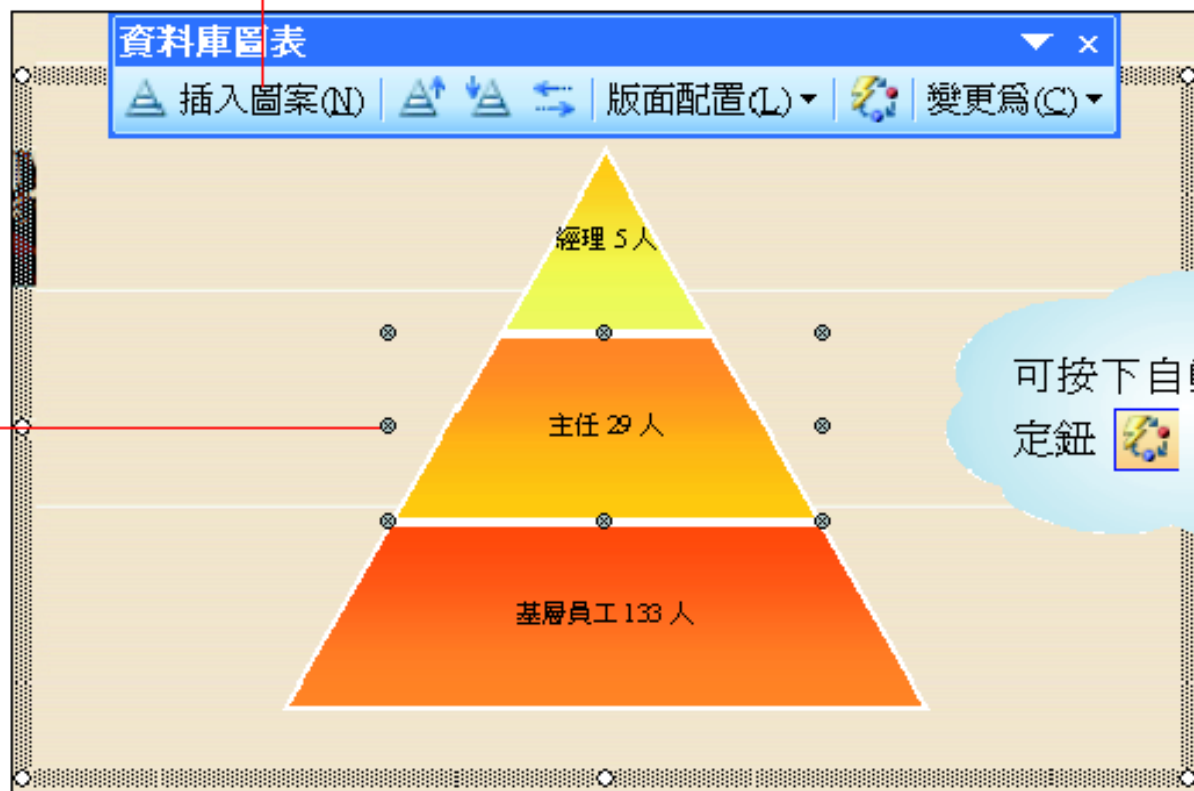 資料庫圖表
插入圖案(N) 版面配置(L) 變更為(C)
經理 5 人
主任 29 人
基層員工 133 人
可按下自
定鈕